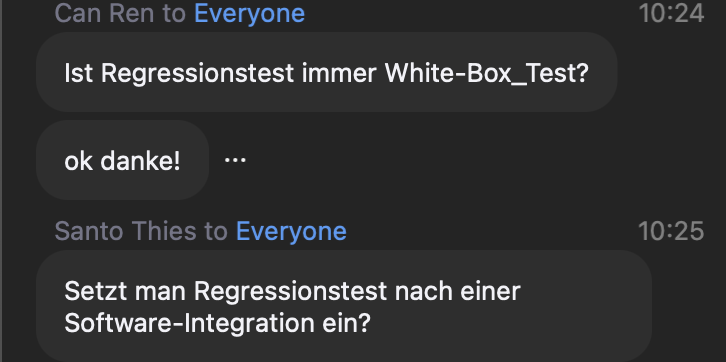 Can Ren to Everyone 10:24
Ist Regressionstest immer White-Box_Test?
ok danke! ...
Santo Thies to Everyone 10:25
Setzt man Regressionstest nach einer
Software-Integration ein?